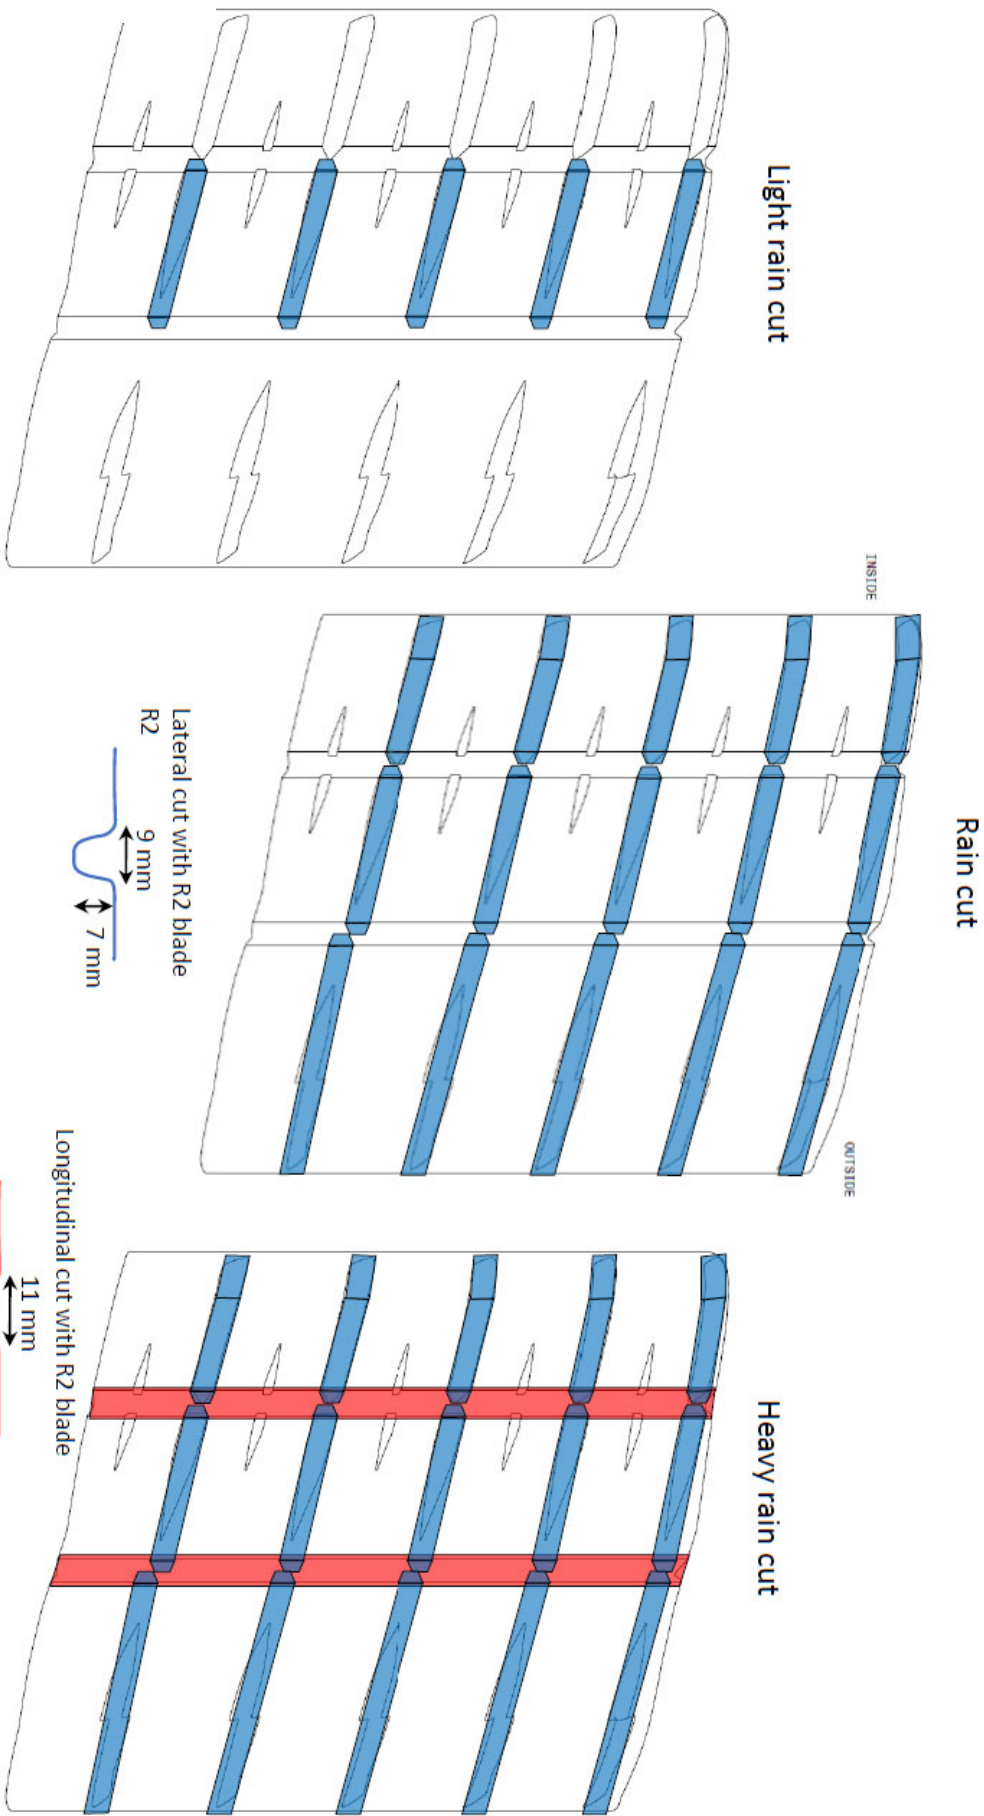 Light rain cut
INSIDE
Rain cut
OUTSIDE
Lateral cut with R2 blade
R2
9 mm
7 mm
Heavy rain cut
Longitudinal cut with R2 blade
11 mm